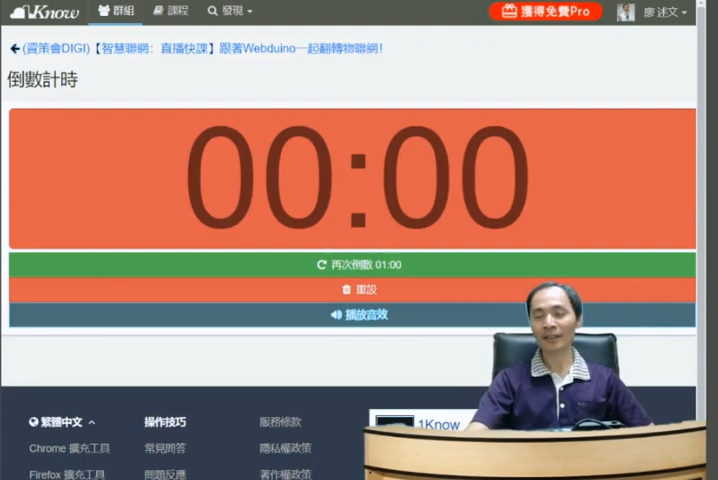 1Know 群組 課程 發現 獲得免費Pro 廖 述文
(資策會DIGI)【智慧聯網：直播快課】跟著Webduino一起翻轉物聯網!
倒數計時
00:00
再次倒數 01:00
重設
播放音效
繁體中文 操作技巧 服務條款 1Know
Chrome 擴充工具 常見問答 隱私權政策
Firefox 擴充工具 問題反應 著作權政策